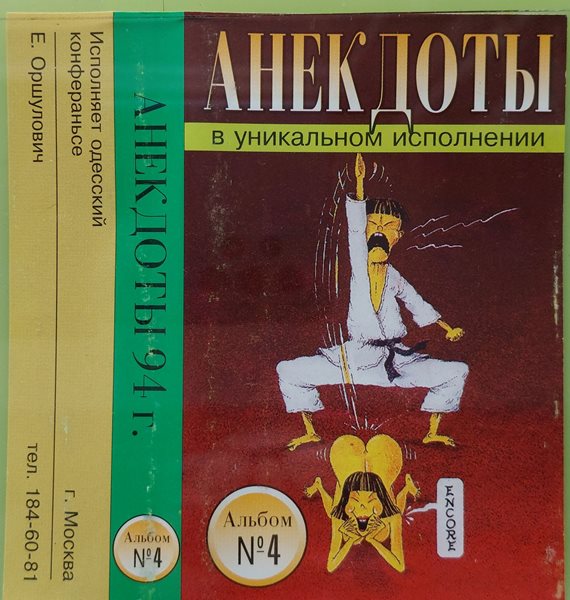 Исполняет одесский
конферансье
Е. Оршулович
г. Москва
тел. 184-60-81
АНЕКДОТЫ 94 г.
Альбом
№4
АНЕКДОТЫ
в уникальном исполнении
ENCORE
Альбом
№4